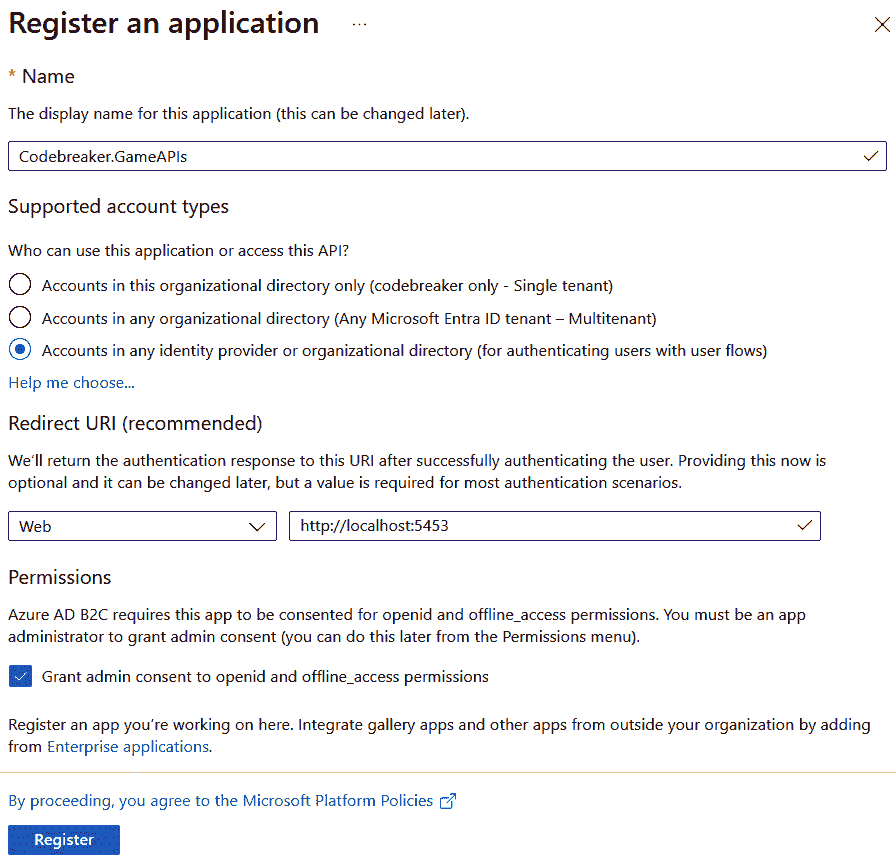 Register an application ...
* Name
The display name for this application (this can be changed later).
Codebreaker.GameAPIs
Supported account types
Who can use this application or access this API?
Accounts in this organizational directory only (codebreaker only - Single tenant)
Accounts in any organizational directory (Any Microsoft Entra ID tenant – Multitenant)
Accounts in any identity provider or organizational directory (for authenticating users with user flows)
Help me choose...
Redirect URI (recommended)
We’ll return the authentication response to this URI after successfully authenticating the user. Providing this now is
optional and it can be changed later, but a value is required for most authentication scenarios.
Web http://localhost:5453
Permissions
Azure AD B2C requires this app to be consented for openid and offline_access permissions. You must be an app
administrator to grant admin consent (you can do this later from the Permissions menu).
Grant admin consent to openid and offline_access permissions
Register an app you’re working on here. Integrate gallery apps and other apps from outside your organization by adding
from Enterprise applications.
By proceeding, you agree to the Microsoft Platform Policies
Register